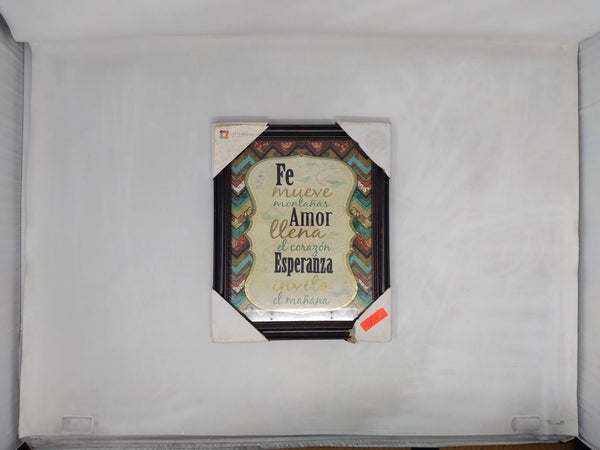 Fe
mueve
montañas
Amor
llena
el corazón
Esperanza
invita
el mañana